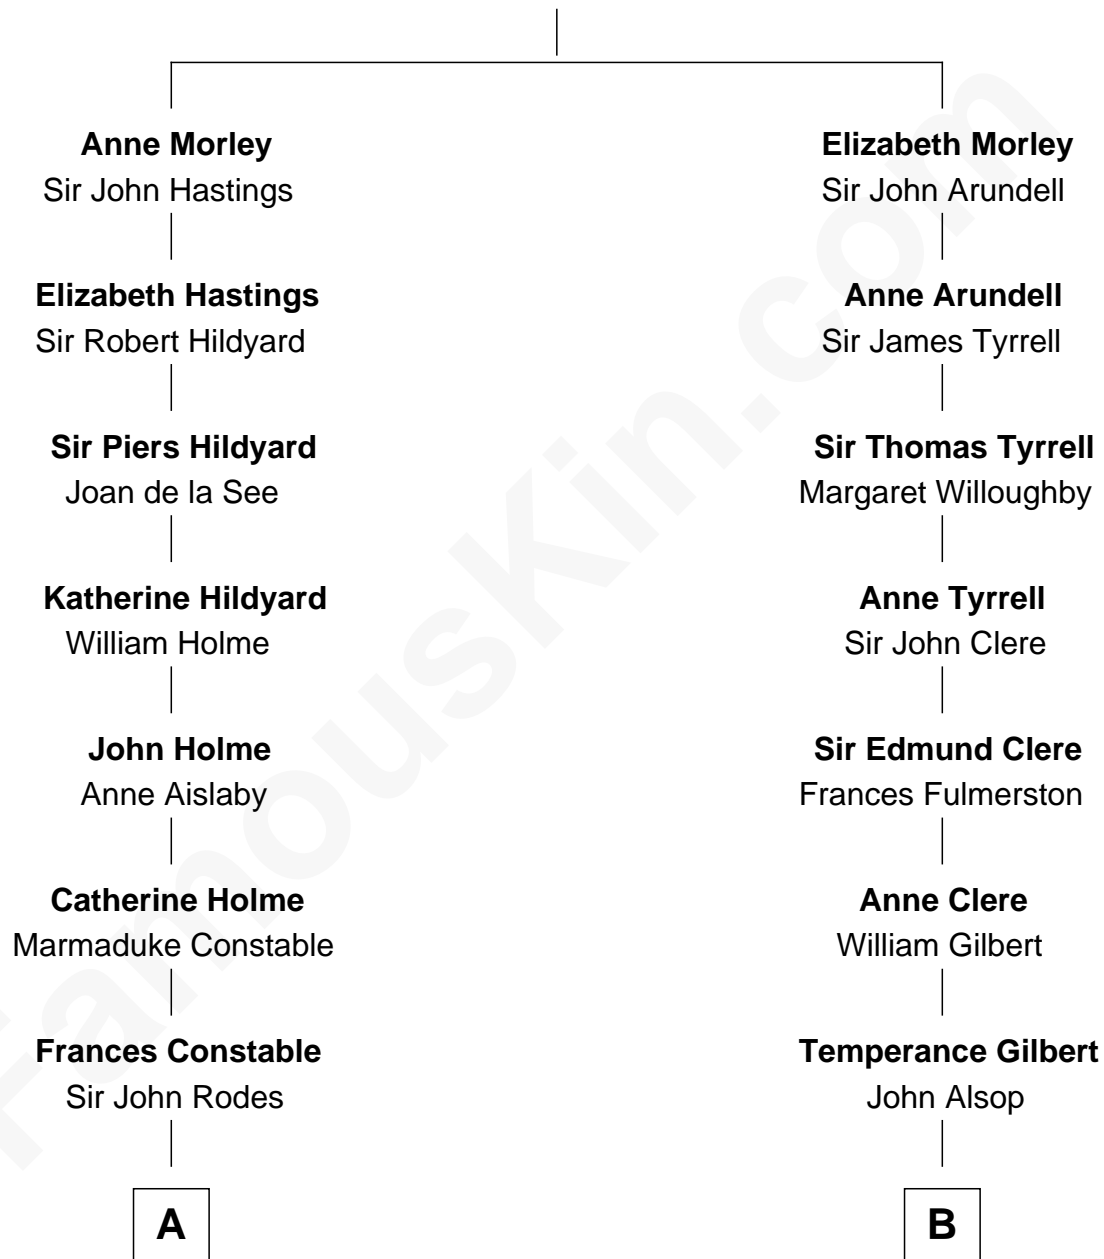 Anne Morley
Sir John Hastings
Elizabeth Hastings
Sir Robert Hildyard
Sir Piers Hildyard
Joan de la See
Katherine Hildyard
William Holme
John Holme
Anne Aislaby
Catherine Holme
Marmaduke Constable
Frances Constable
Sir John Rodes
A
Elizabeth Morley
Sir John Arundell
Anne Arundell
Sir James Tyrrell
Sir Thomas Tyrrell
Margaret Willoughby
Anne Tyrrell
Sir John Clere
Sir Edmund Clere
Frances Fulmerston
Anne Clere
William Gilbert
Temperance Gilbert
John Alsop
B
FamousKin.com